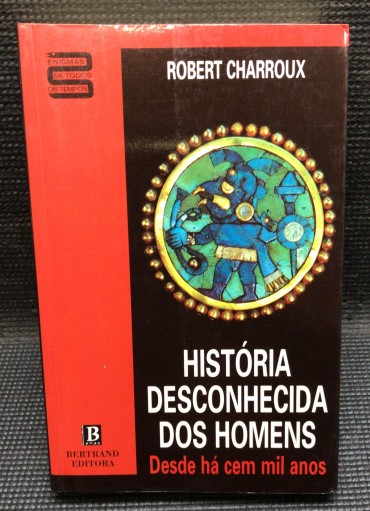 ENIGMAS
DE TODOS
OS TEMPOS
ROBERT CHARROUX
HISTÓRIA
DESCONHECIDA
DOS HOMENS
Desde há cem mil anos
B
BERTRAND
EDITORA